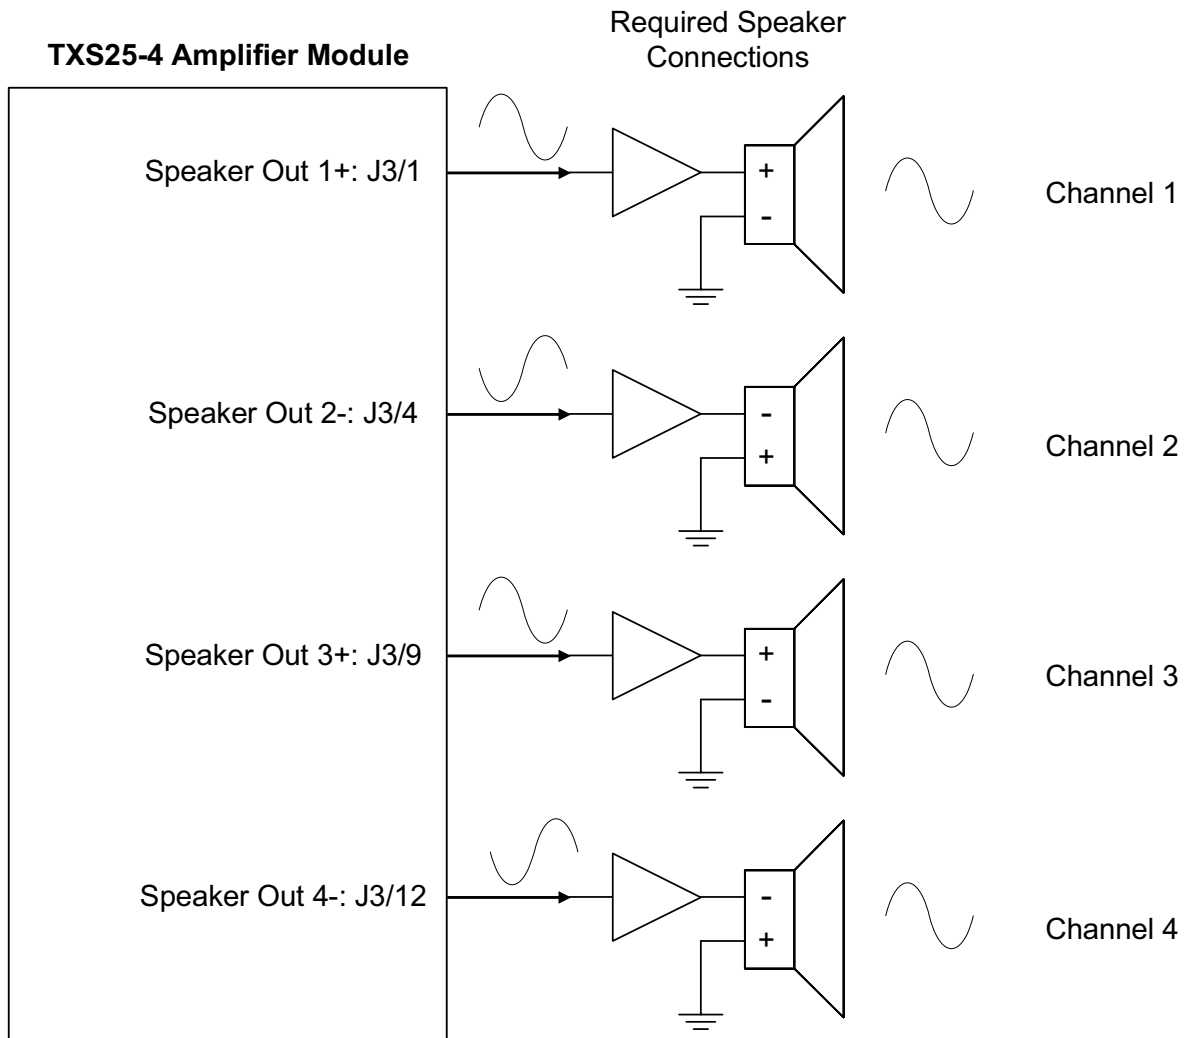 Required Speaker
Connections
TXS25-4 Amplifier Module
Speaker Out 1+: J3/1
+
-
Channel 1
Speaker Out 2-: J3/4
-
+
Channel 2
Speaker Out 3+: J3/9
+
-
Channel 3
Speaker Out 4-: J3/12
-
+
Channel 4